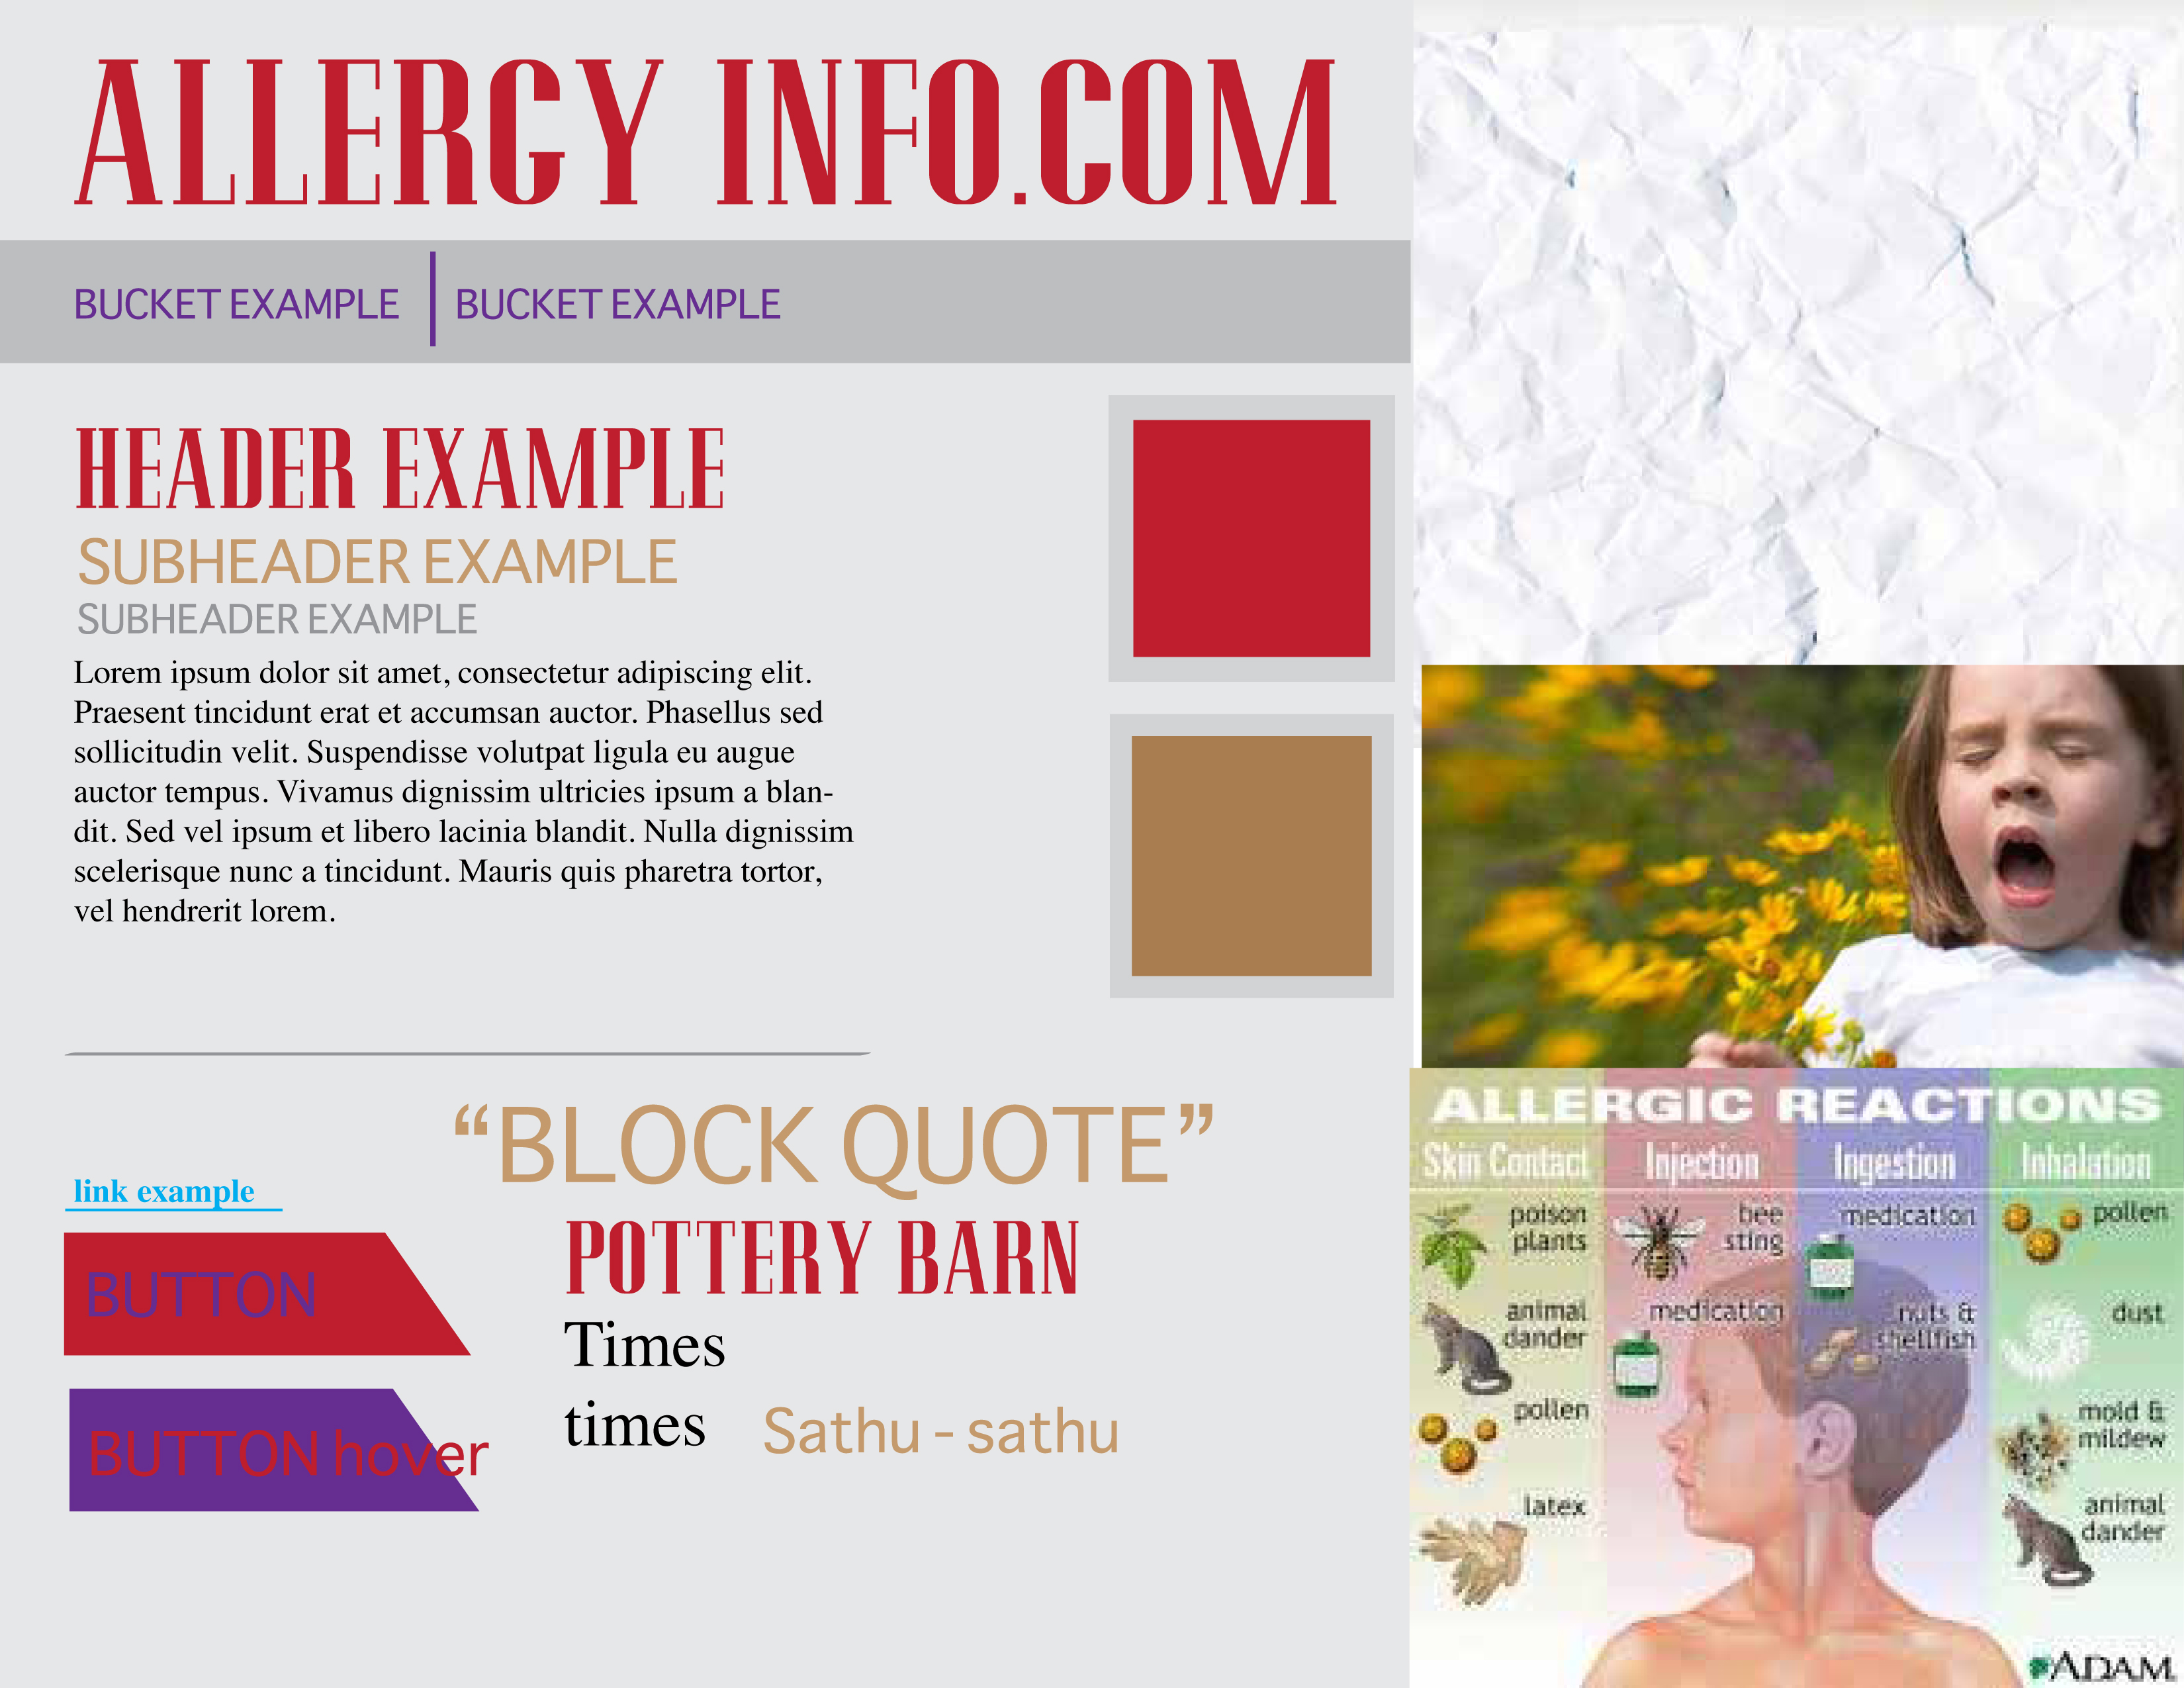 ALLERGY INFO.COM
BUCKET EXAMPLE | BUCKET EXAMPLE
HEADER EXAMPLE
SUBHEADER EXAMPLE
SUBHEADER EXAMPLE
Lorem ipsum dolor sit amet, consectetur adipiscing elit.
Praesent tincidunt erat et accumsan auctor. Phasellus sed
sollicitudin velit. Suspendisse volutpat ligula eu augue
auctor tempus. Vivamus dignissim ultricies ipsum a blan-
dit. Sed vel ipsum et libero lacinia blandit. Nulla dignissim
scelerisque nunc a tincidunt. Mauris quis pharetra tortor,
vel hendrerit lorem.
“BLOCK QUOTE”
link example
BUTTON
BUTTON hover
POTTERY BARN
Times
times
Sathu - sathu
ALLERGIC REACTIONS
Skin Contact
poison
plants
animal
dander
pollen
latex
Injection
bee
sting
medication
Ingestion
medication
nuts &
shellfish
Inhalation
pollen
dust
mold &
mildew
animal
dander
ADAM